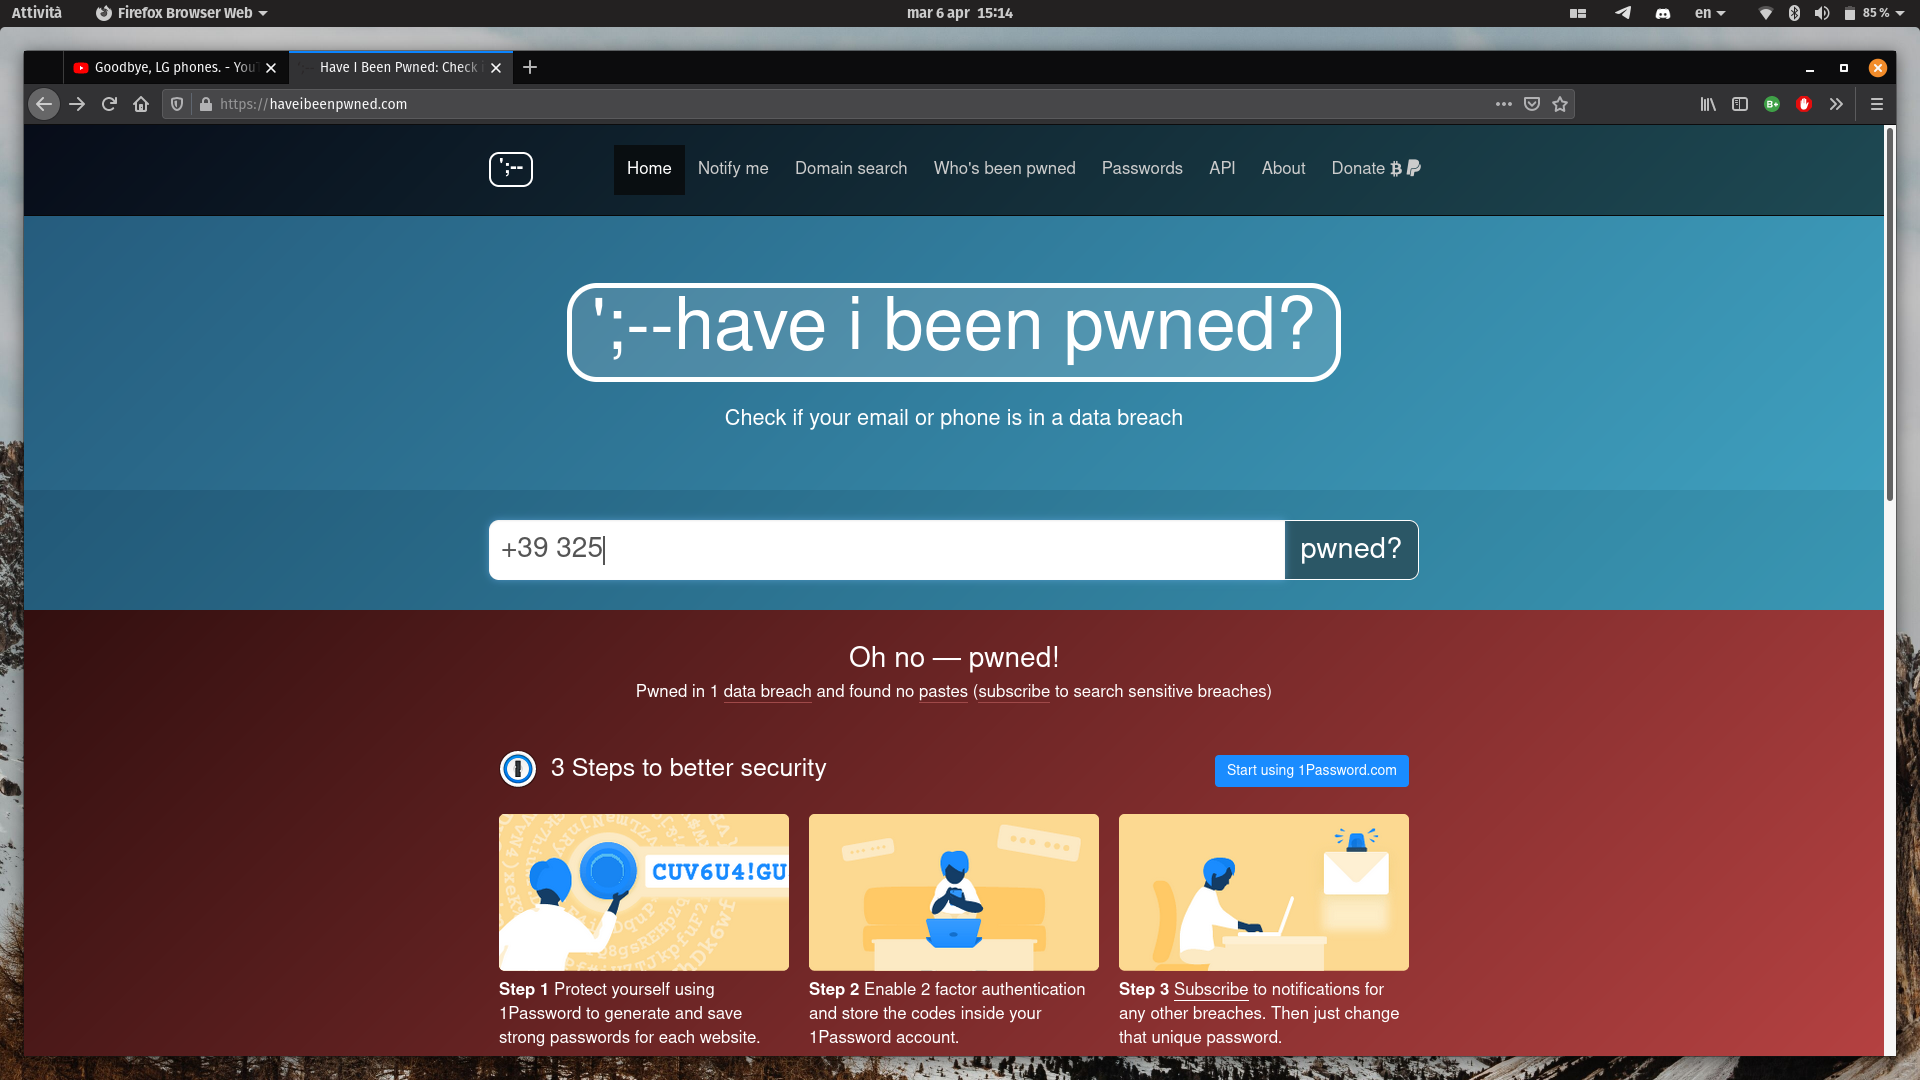 Attività Firefox Browser Web mar 6 apr 15:14 en 85 %
Goodbye, LG phones. - You Have I Been Pwned: Check
https://haveibeenpwned.com
';-- Home Notify me Domain search Who's been pwned Passwords API About Donate
';--have i been pwned?
Check if your email or phone is in a data breach
+39 325 pwned?
Oh no — pwned!
Pwned in 1 data breach and found no pastes (subscribe to search sensitive breaches)
3 Steps to better security Start using 1Password.com
CUV6U4!GU
Step 1 Protect yourself using
1Password to generate and save
strong passwords for each website.
Step 2 Enable 2 factor authentication
and store the codes inside your
1Password account.
Step 3 Subscribe to notifications for
any other breaches. Then just change
that unique password.